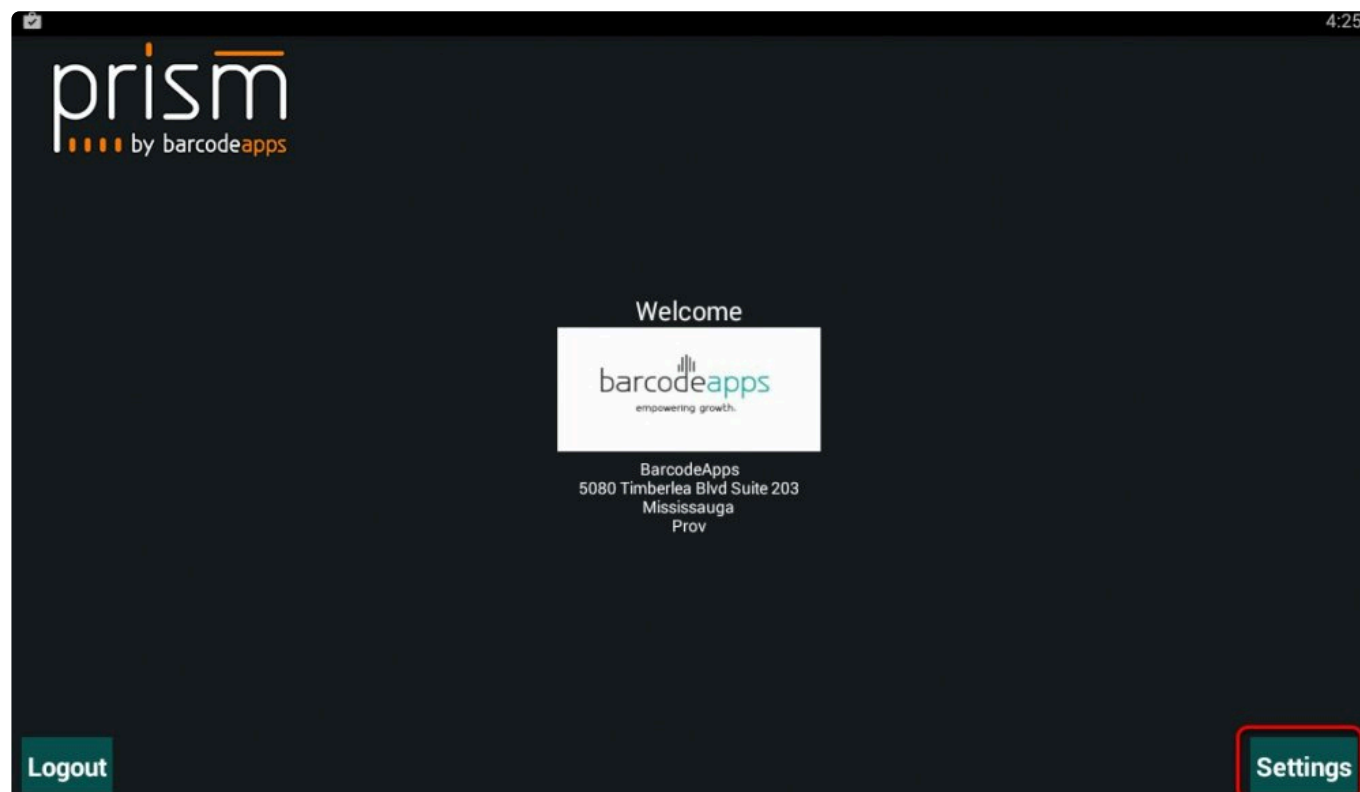 4:25
prism
by barcodeapps
Welcome
barcodeapps
empowering growth.
BarcodeApps
5080 Timberlea Blvd Suite 203
Mississauga
Prov
Logout
Settings